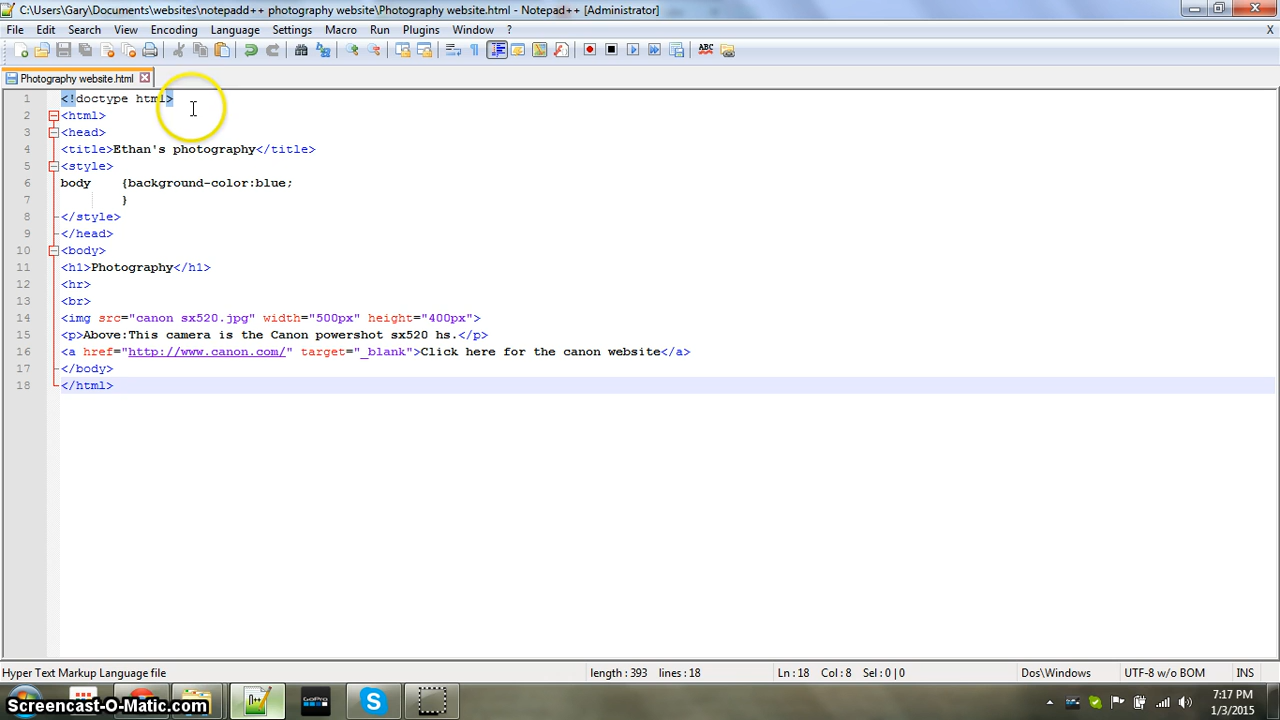 C:\Users\Gary\Documents\websites\notepadd++ photography website\Photography website.html - Notepad++ [Administrator]
File Edit Search View Encoding Language Settings Macro Run Plugins Window ? X
ABC
Photography website.html
1 <!doctype html>
2 <html>
3 <head>
4 <title>Ethan's photography</title>
5 <style>
6 body {background-color:blue;
7 }
8 </style>
9 </head>
10 <body>
11 <h1>Photography</h1>
12 <hr>
13 <br>
14 <img src="canon sx520.jpg" width="500px" height="400px">
15 <p>Above:This camera is the Canon powershot sx520 hs.</p>
16 <a href="http://www.canon.com/" target="_blank">Click here for the canon website</a>
17 </body>
18 </html>
Hyper Text Markup Language file length : 393 lines : 18 Ln : 18 Col : 8 Sel : 0 | 0 Dos\Windows UTF-8 w/o BOM INS
GoPro
7:17 PM
Screencast-O-Matic.com
1/3/2015